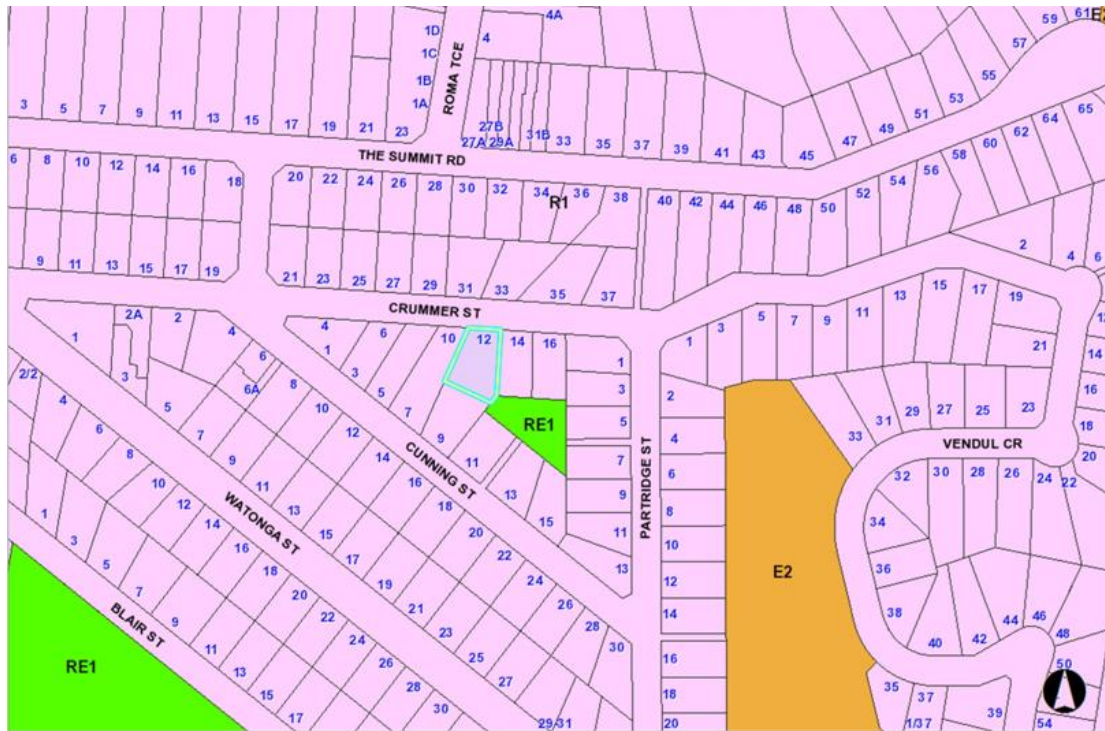 4A
59
61
1D
4
57
1C
ROMA TCE
55
1B
53
65
1A
51
64
3 5 7 9 11 13 15 17 19 21 23
27B
31B
49
62
27A 29A
33 35 37 39 41 43 45 47
60
THE SUMMIT RD
58
6 8 10 12 14 16 18
20 22 24 26 28 30 32 34 36 38
40 42 44 46 48 50 52 54 56
R1
2 4 6
9 11 13 15 17 19
21 23 25 27 29 31 33 35 37
CRUMMER ST
1 3 5 7 9 11 13 15 17 19
2A 2 4
4 6 10 12 14 16
1
6
1 3 5 7 9 11 13 15
21
12
14
16
18
20
2/2
3
6A
8
3
2
4 6 8 10 12 14 16 18 20 22 24 26 28 30
5
RE1
5
33 31 29 27 25 23
5 7 9 11 13 15 17 19 21 23 25 27 29/31
10 12 14 16 18 20 22 24 26 28 30
CUNNING ST
PARTRIDGE ST
4
VENDUL CR
7
6
32 30 28 26 24 22
WATONGA ST
9
8
34
1 3 5 7 9 11 13 15 17
11
10
E2
36
BLAIR ST
13
12
38
14
40 42 44 46 48
RE1
16
50
18
35 37 39
20
1/37
54